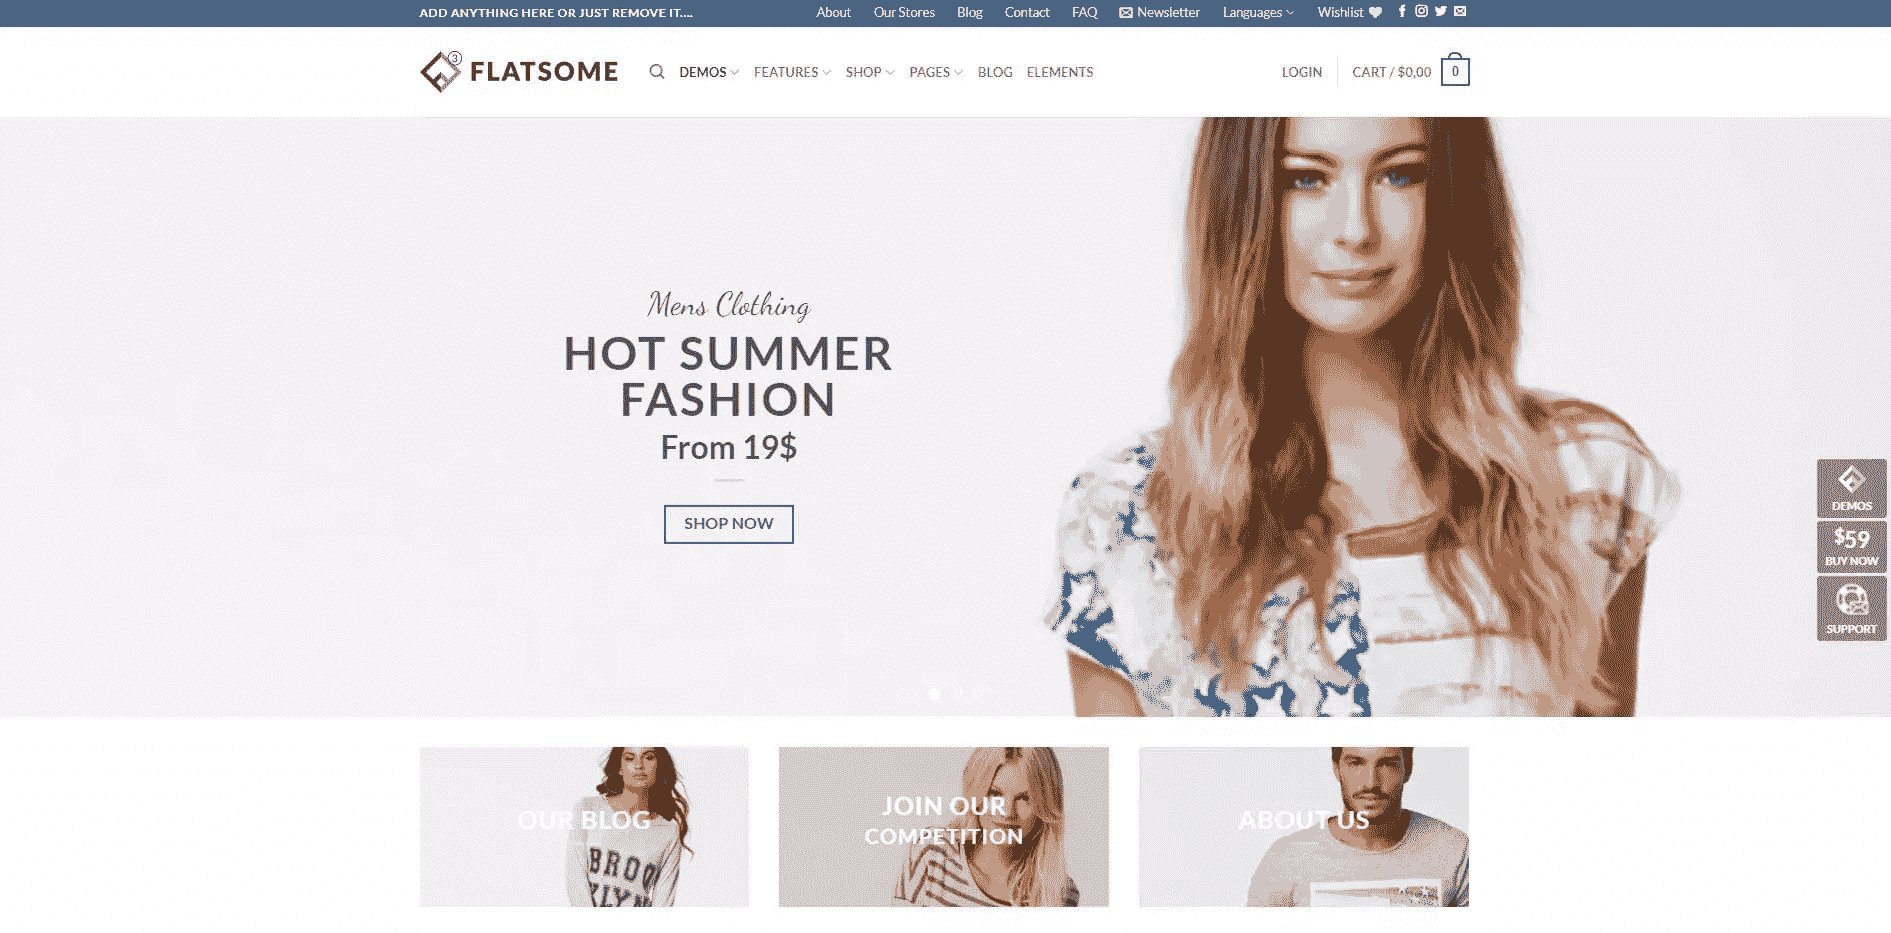 ADD ANYTHING HERE OR JUST REMOVE IT....
About Our Stores Blog Contact FAQ Newsletter Languages Wishlist
3
FLATSOME
DEMOS FEATURES SHOP PAGES BLOG ELEMENTS
LOGIN CART / $0,00 0
Mens Clothing
HOT SUMMER
FASHION
From 19$
SHOP NOW
DEMOS
$59
BUY NOW
SUPPORT
OUR BLOG
BROO
KLYN
JOIN OUR
COMPETITION
ABOUT US